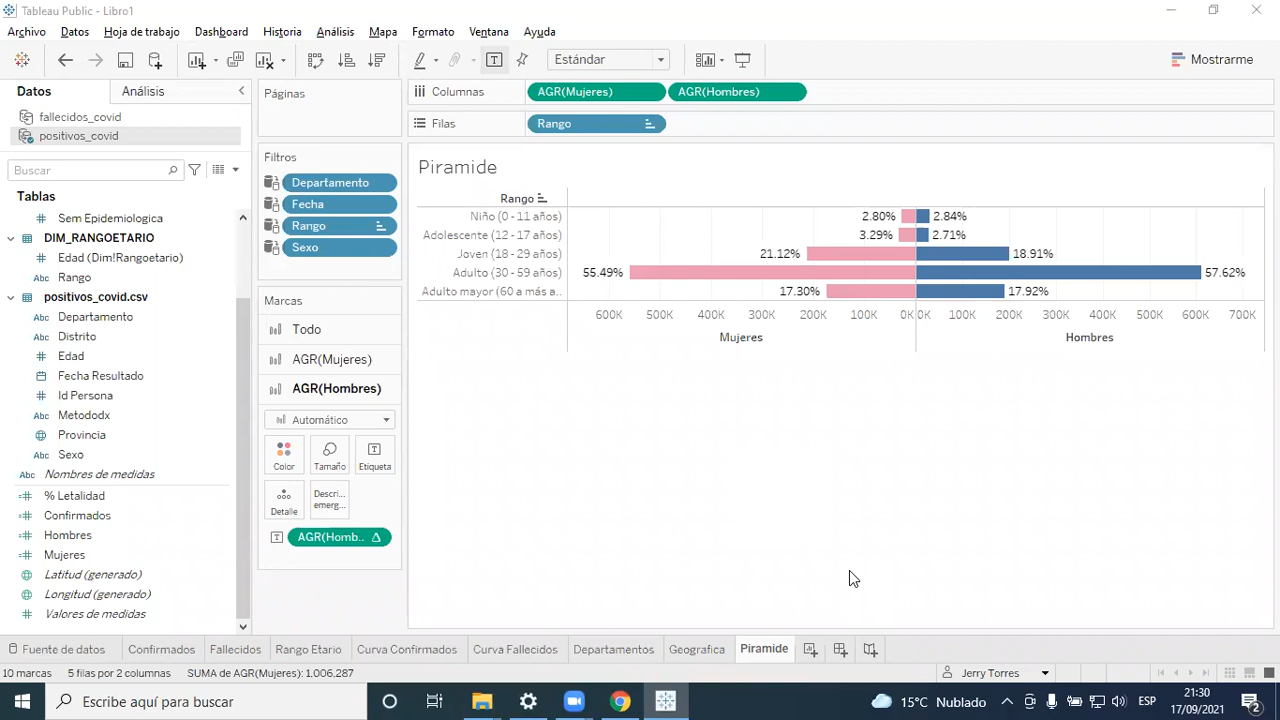 Tableau Public - Libro1
Archivo Datos Hoja de trabajo Dashboard Historia Análisis Mapa Formato Ventana Ayuda
Estándar
Mostrarme
Datos Análisis
fallecidos_covid
positivos_covid
Buscar
Tablas
# Sem Epidemiologica
DIM_RANGOETARIO
# Edad (Dim!Rangoetario)
Abc Rango
positivos_covid.csv
Abc Departamento
Abc Distrito
# Edad
Fecha Resultado
# Id Persona
Abc Metododx
Provincia
Abc Sexo
Abc Nombres de medidas
# % Letalidad
# Confirmados
# Hombres
# Mujeres
Latitud (generado)
Longitud (generado)
# Valores de medidas
Páginas
Filtros
Departamento
Fecha
Rango
Sexo
Marcas
Todo
AGR(Mujeres)
AGR(Hombres)
Automático
Color Tamaño Etiqueta
Detalle Descri... emerg...
AGR(Homb..
Columnas AGR(Mujeres) AGR(Hombres)
Filas Rango
Piramide
Rango
Niño (0 - 11 años) 2.80% 2.84%
Adolescente (12 - 17 años) 3.29% 2.71%
Joven (18 - 29 años) 21.12% 18.91%
Adulto (30 - 59 años) 55.49% 57.62%
Adulto mayor (60 a más a.. 17.30% 17.92%
600K 500K 400K 300K 200K 100K 0K 0K 100K 200K 300K 400K 500K 600K 700K
Mujeres Hombres
Fuente de datos Confirmados Fallecidos Rango Etario Curva Confirmados Curva Fallecidos Departamentos Geografica Piramide
10 marcas 5 filas por 2 columnas SUMA de AGR(Mujeres): 1.006,287 Jerry Torres
Escribe aquí para buscar
15°C Nublado
ESP
21:30
17/09/2021
2